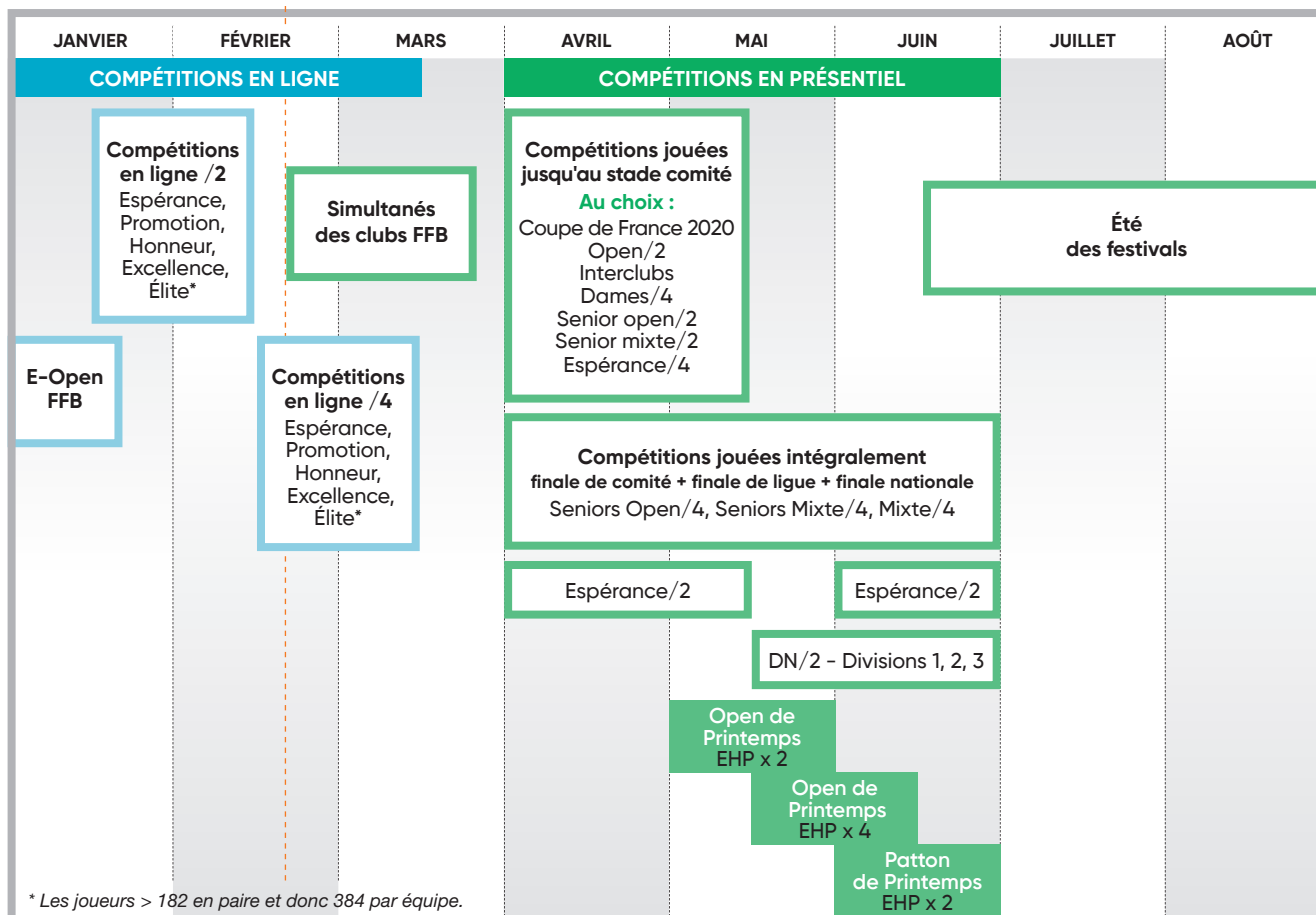 JANVIER FÉVRIER MARS AVRIL MAI JUIN JUILLET AOÛT
COMPÉTITIONS EN LIGNE
COMPÉTITIONS EN PRÉSENTIEL
Compétitions
en ligne /2
Espérance,
Promotion,
Honneur,
Excellence,
Élite*
Simultanés
des clubs FFB
Compétitions jouées
jusqu'au stade comité
Au choix :
Coupe de France 2020
Open/2
Interclubs
Dames/4
Senior open/2
Senior mixte/2
Espérance/4
Été
des festivals
E-Open
FFB
Compétitions
en ligne /4
Espérance,
Promotion,
Honneur,
Excellence,
Élite*
Compétitions jouées intégralement
finale de comité + finale de ligue + finale nationale
Seniors Open/4, Seniors Mixte/4, Mixte/4
Espérance/2
Espérance/2
DN/2 - Divisions 1, 2, 3
Open de
Printemps
EHP x 2
Open de
Printemps
EHP x 4
Patton
de Printemps
EHP x 2
* Les joueurs > 182 en paire et donc 384 par équipe.